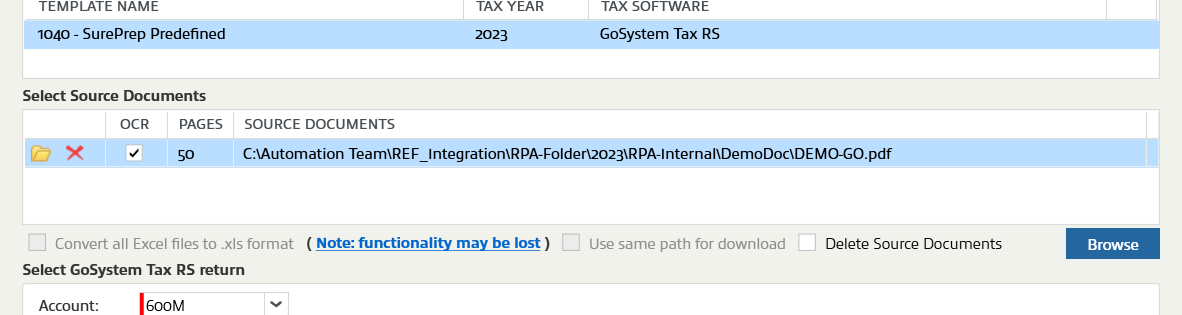 TEMPLATE NAME TAX YEAR TAX SOFTWARE
1040 - SurePrep Predefined 2023 GoSystem Tax RS
Select Source Documents
OCR PAGES SOURCE DOCUMENTS
50 C:\Automation Team\REF_Integration\RPA-Folder\2023\RPA-Internal\DemoDoc\DEMO-GO.pdf
Convert all Excel files to .xls format ( Note: functionality may be lost ) Use same path for download Delete Source Documents Browse
Select GoSystem Tax RS return
Account: 600M